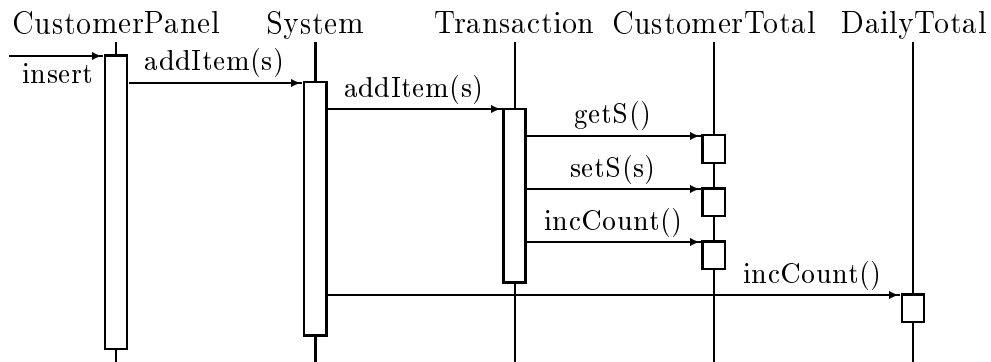 CustomerPanel System Transaction CustomerTotal DailyTotal
insert addItem(s)
addItem(s)
getS()
setS(s)
incCount()
incCount()